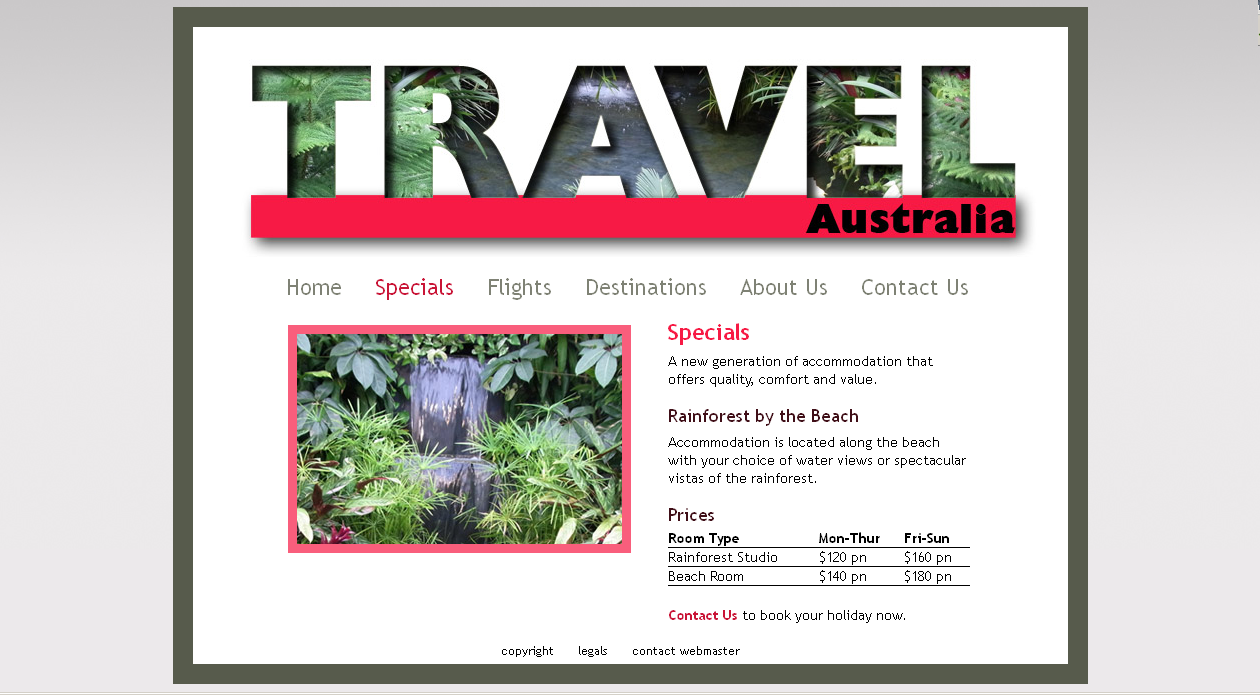 TRAVEL
Australia
Home Specials Flights Destinations About Us Contact Us
Specials
A new generation of accommodation that
offers quality, comfort and value.
Rainforest by the Beach
Accommodation is located along the beach
with your choice of water views or spectacular
vistas of the rainforest.
Prices
Room Type Mon-Thur Fri-Sun
Rainforest Studio $120 pn $160 pn
Beach Room $140 pn $180 pn
Contact Us to book your holiday now.
copyright legals contact webmaster